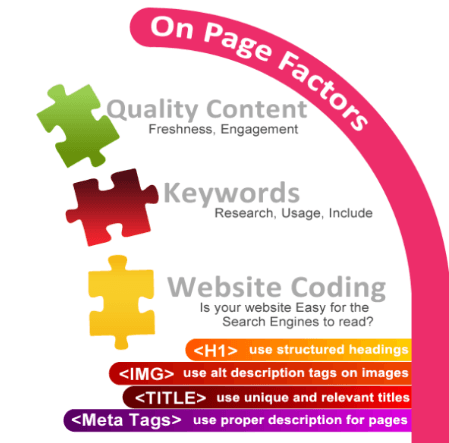 On Page Factors
Quality Content
Freshness, Engagement
Keywords
Research, Usage, Include
Website Coding
Is your website Easy for the
Search Engines to read?
<H1> use structured headings
<IMG> use alt description tags on images
<TITLE> use unique and relevant titles
<Meta Tags> use proper description for pages